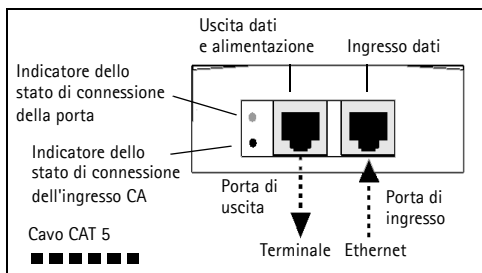 Uscita dati
e alimentazione
Ingresso dati
Indicatore dello
stato di connessione
della porta
Indicatore dello
stato di connessione
dell'ingresso CA
Porta di
uscita
Porta di
ingresso
Cavo CAT 5
Terminale
Ethernet